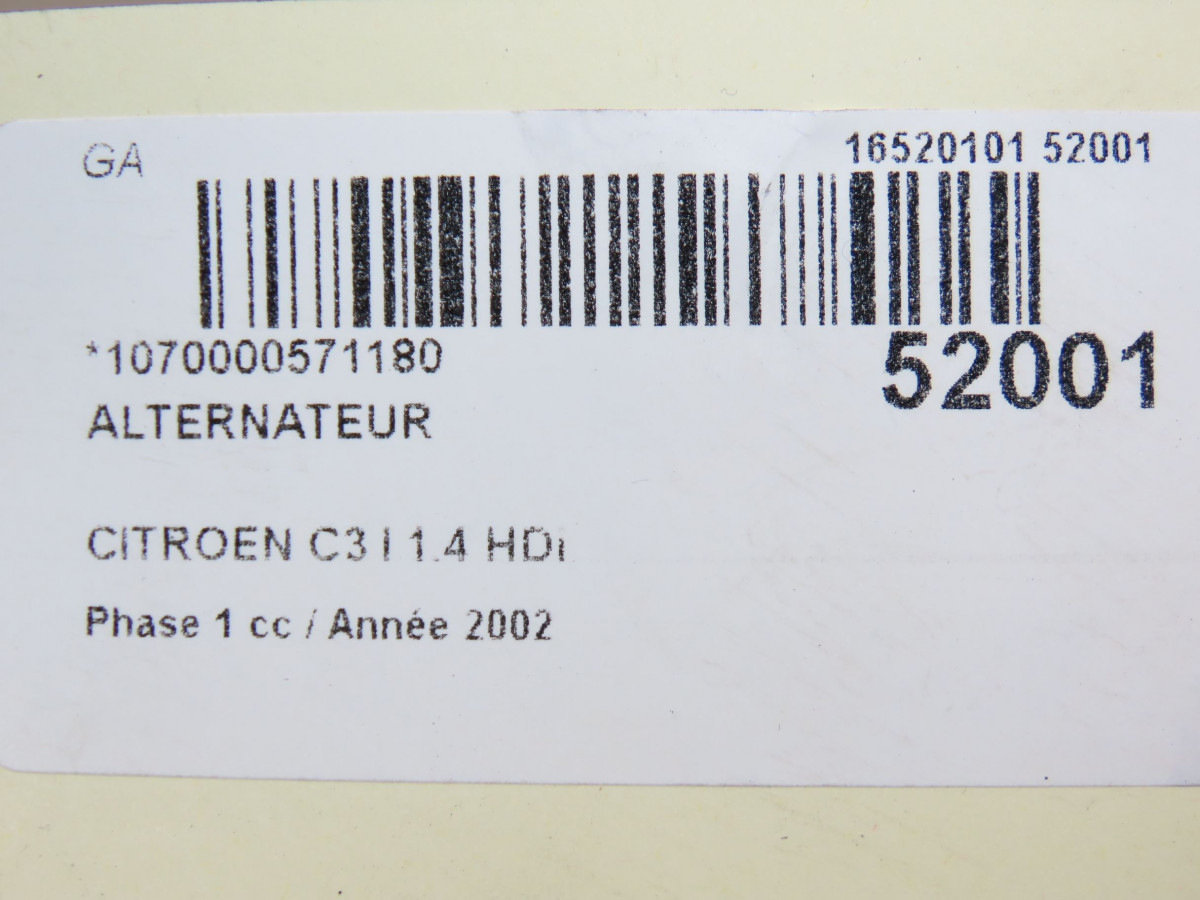 GA
16520101 52001
*1070000571180
52001
ALTERNATEUR
CITROEN C3 I 1.4 HDi
Phase 1 cc / Année 2002